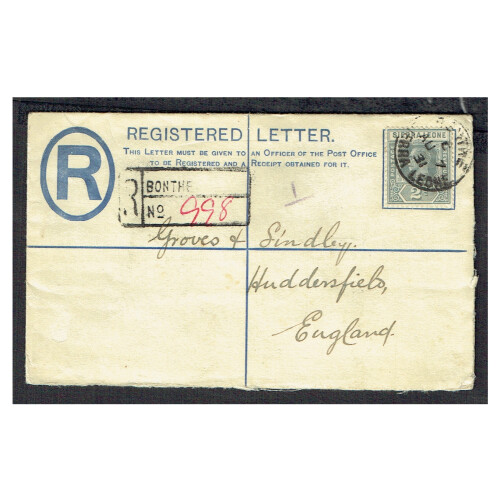 REGISTERED LETTER.
THIS LETTER MUST BE GIVEN TO AN OFFICER OF THE POST OFFICE
TO BE REGISTERED AND A RECEIPT OBTAINED FOR IT.
R
SIERRA LEONE
R
BONTHE
No 998
Groves & Lindley.
Huddersfield,
England.